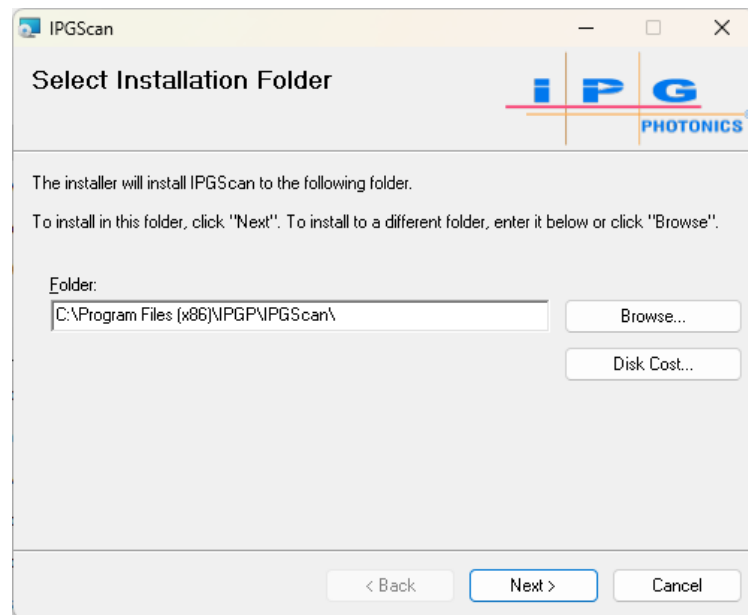 IPGScan
Select Installation Folder
IPG
PHOTONICS
The installer will install IPGScan to the following folder.
To install in this folder, click "Next". To install to a different folder, enter it below or click "Browse".
Folder:
C:\Program Files (x86)\IPGP\IPGScan\
Browse...
Disk Cost...
< Back
Next >
Cancel